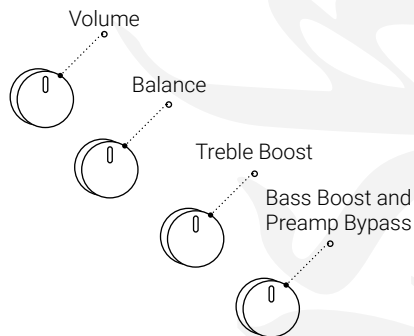 Volume
Balance
Treble Boost
Bass Boost and
Preamp Bypass